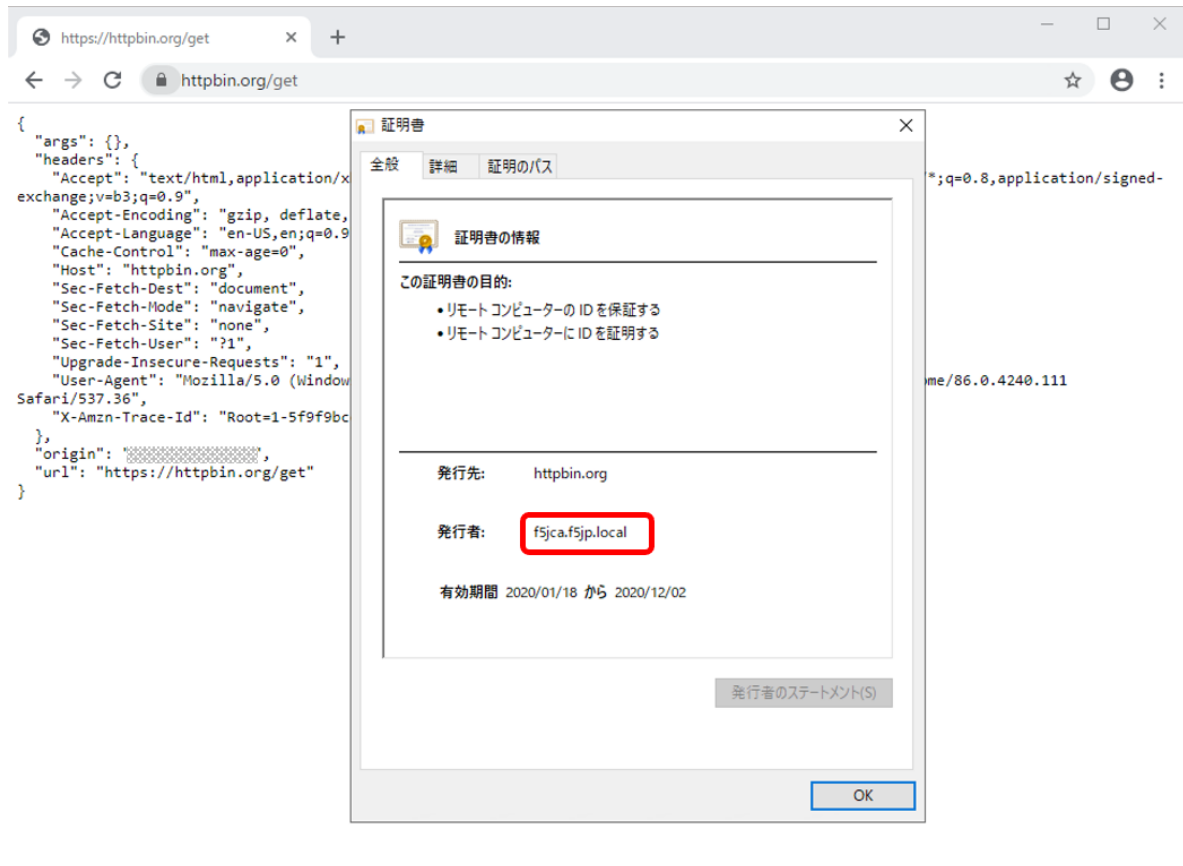 https://httpbin.org/get
httpbin.org/get
{
"args": {},
"headers": {
"Accept": "text/html,application/x
*;q=0.8,application/signed-
exchange;v=b3;q=0.9",
"Accept-Encoding": "gzip, deflate,
"Accept-Language": "en-US,en;q=0.9
"Cache-Control": "max-age=0",
"Host": "httpbin.org",
"Sec-Fetch-Dest": "document",
"Sec-Fetch-Mode": "navigate",
"Sec-Fetch-Site": "none",
"Sec-Fetch-User": "?1",
"Upgrade-Insecure-Requests": "1",
"User-Agent": "Mozilla/5.0 (Window
ome/86.0.4240.111
Safari/537.36",
"X-Amzn-Trace-Id": "Root=1-5f9f9bc
},
"origin": "",
"url": "https://httpbin.org/get"
}
証明書
全般 詳細 証明のパス
証明書の情報
この証明書の目的:
•リモート コンピューターの ID を保証する
•リモート コンピューターに ID を証明する
発行先: httpbin.org
発行者: f5jca.f5jp.local
有効期間 2020/01/18 から 2020/12/02
発行者のステートメント(S)
OK